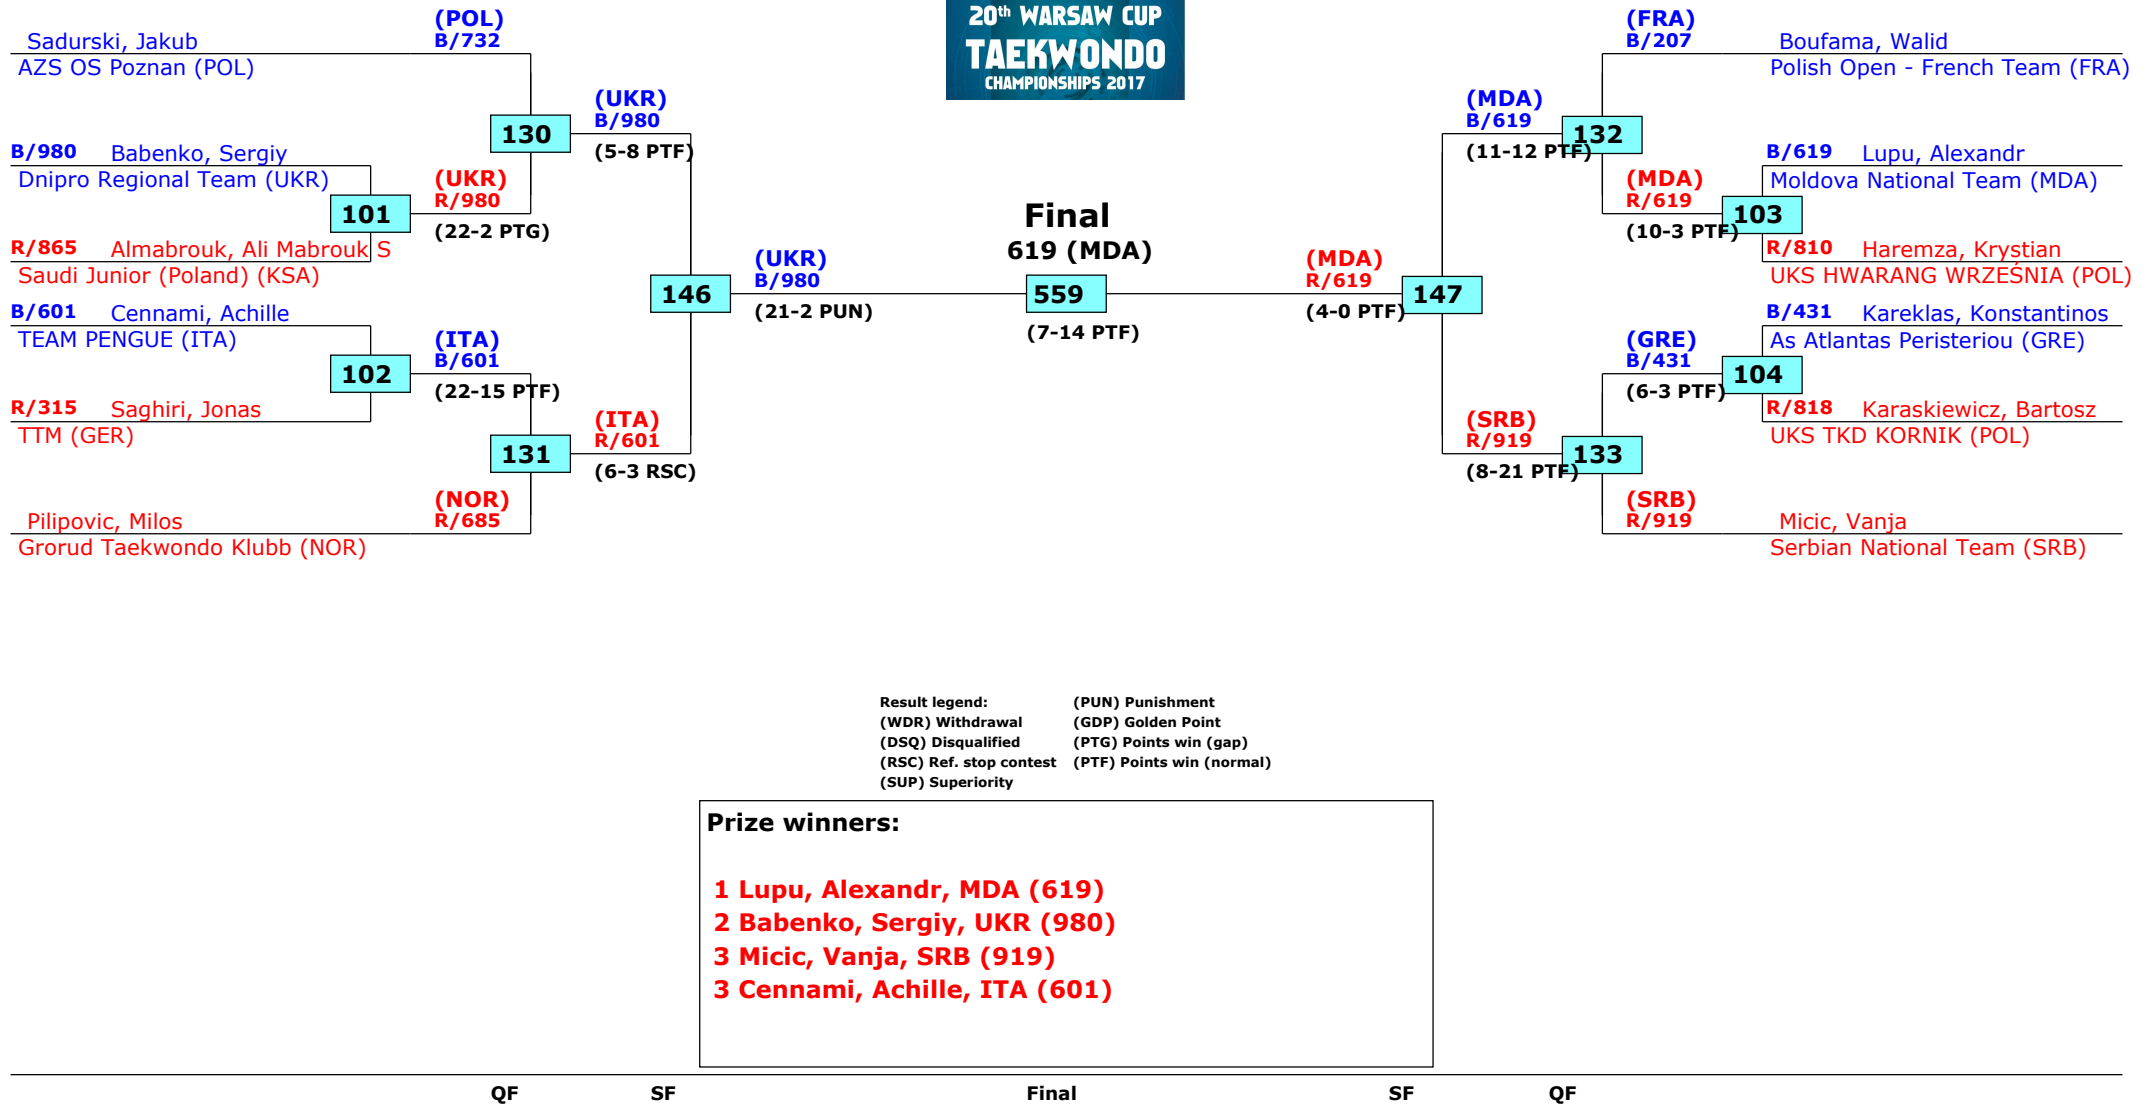 20th WARSAW CUP
TAEKWONDO
CHAMPIONSHIPS 2017
Sadurski, Jakub
AZS OS Poznan (POL)
(POL)
B/732
B/980 Babenko, Sergiy
Dnipro Regional Team (UKR)
R/865 Almabrouk, Ali Mabrouk S
Saudi Junior (Poland) (KSA)
101
(UKR)
R/980
(22-2 PTG)
130
(UKR)
B/980
(5-8 PTF)
B/601 Cennami, Achille
TEAM PENGUE (ITA)
R/315 Saghiri, Jonas
TTM (GER)
102
(ITA)
B/601
(22-15 PTF)
131
(ITA)
R/601
(6-3 RSC)
Pilipovic, Milos
Grorud Taekwondo Klubb (NOR)
(NOR)
R/685
146
(UKR)
B/980
(21-2 PUN)
Final
619 (MDA)
559
(7-14 PTF)
(MDA)
R/619
(4-0 PTF)
147
(MDA)
B/619
(11-12 PTF)
132
(FRA)
B/207
Boufama, Walid
Polish Open - French Team (FRA)
(MDA)
R/619
(10-3 PTF)
103
B/619 Lupu, Alexandr
Moldova National Team (MDA)
R/810 Haremza, Krystian
UKS HWARANG WRZEŚNIA (POL)
(GRE)
B/431
(6-3 PTF)
104
B/431 Kareklas, Konstantinos
As Atlantas Peristeriou (GRE)
R/818 Karaskiewicz, Bartosz
UKS TKD KORNIK (POL)
(SRB)
R/919
(8-21 PTF)
133
(SRB)
R/919
Micic, Vanja
Serbian National Team (SRB)
Result legend: (PUN) Punishment
(WDR) Withdrawal (GDP) Golden Point
(DSQ) Disqualified (PTG) Points win (gap)
(RSC) Ref. stop contest (PTF) Points win (normal)
(SUP) Superiority
Prize winners:
1 Lupu, Alexandr, MDA (619)
2 Babenko, Sergiy, UKR (980)
3 Micic, Vanja, SRB (919)
3 Cennami, Achille, ITA (601)
QF SF Final SF QF